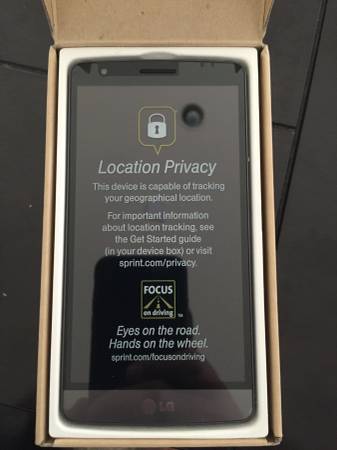 Location Privacy
This device is capable of tracking
your geographical location.
For important information
about location tracking, see
the Get Started guide
(in your device box) or visit
sprint.com/privacy.
FOCUS
on driving
TM
Eyes on the road.
Hands on the wheel.
sprint.com/focusondriving
LG